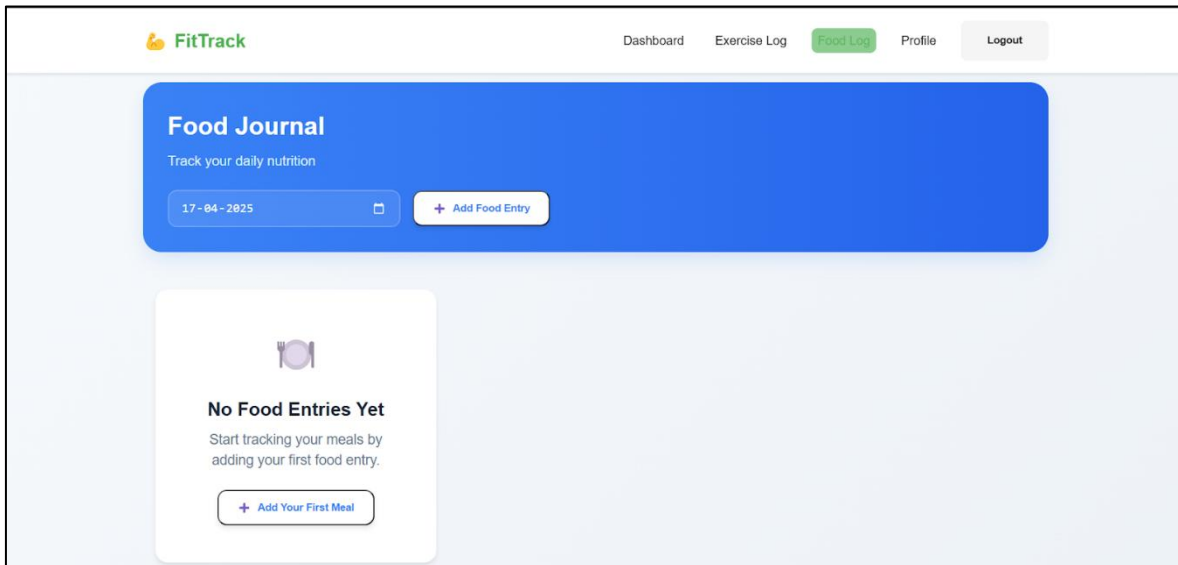 FitTrack
Dashboard
Exercise Log
Food Log
Profile
Logout
Food Journal
Track your daily nutrition
17-04-2025
Add Food Entry
No Food Entries Yet
Start tracking your meals by
adding your first food entry.
Add Your First Meal